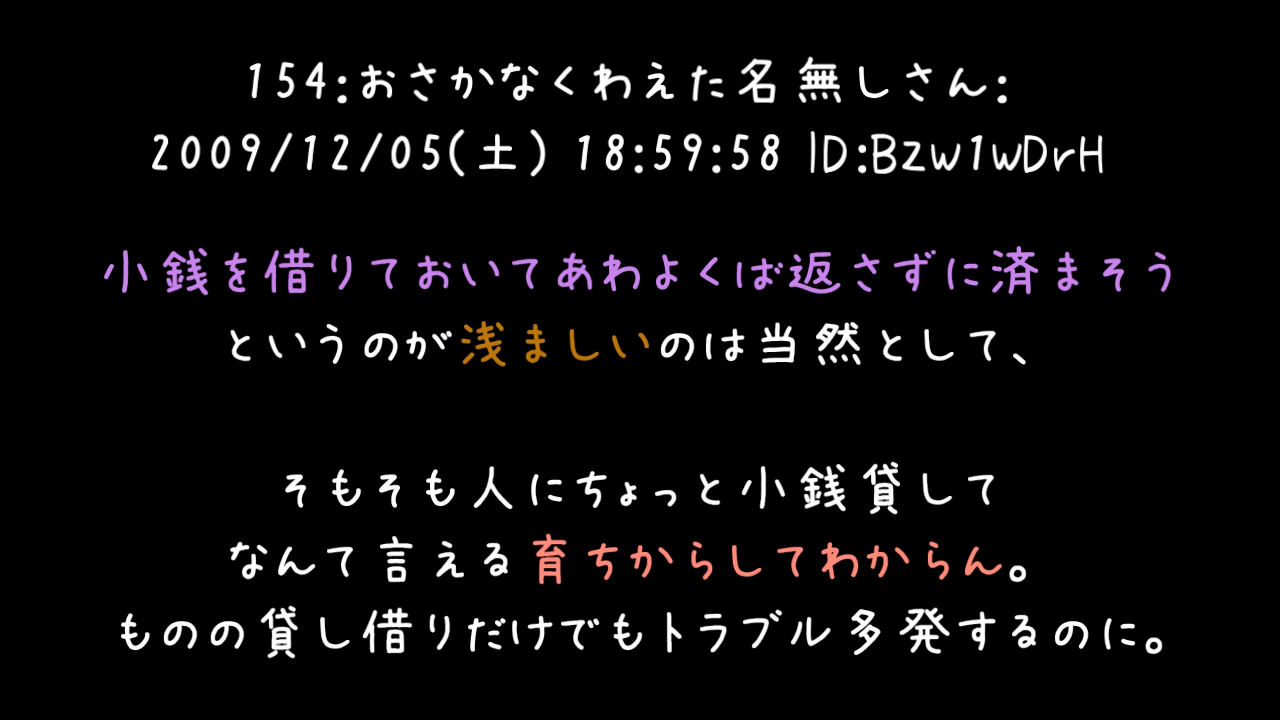 154:おさかなくわえた名無しさん:
2009/12/05(土) 18:59:58 ID:Bzw1wDrH
小銭を借りておいてあわよくば返さずに済まそう
というのが浅ましいのは当然として、
そもそも人にちょっと小銭貸して
なんて言える育ちからしてわからん。
ものの貸し借りだけでもトラブル多発するのに。